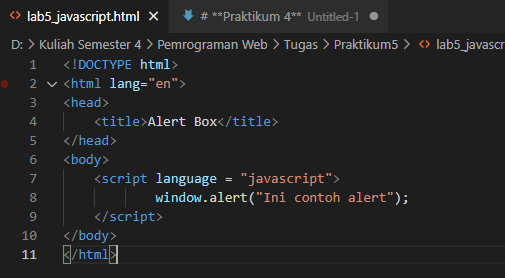 lab5_javascript.html × # **Praktikum 4** Untitled-1
D: > Kuliah Semester 4 > Pemrograman Web > Tugas > Praktikum5 > <> lab5_javascr
1 <!DOCTYPE html>
2 <html lang="en">
3 <head>
4 <title>Alert Box</title>
5 </head>
6 <body>
7 <script language = "javascript">
8 window.alert("Ini contoh alert");
9 </script>
10 </body>
11 </html>